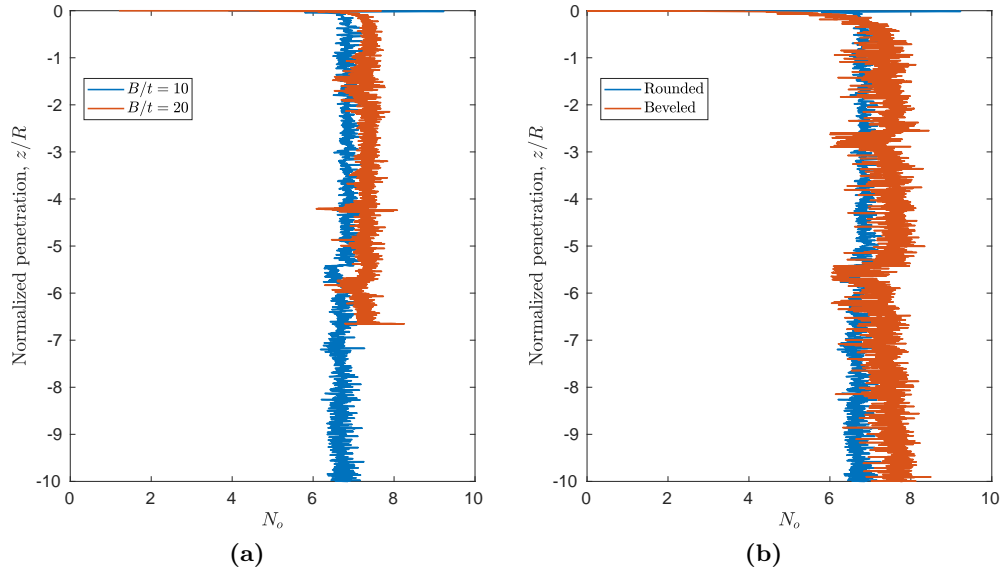 0
-1
-2
-3
-4
-5
-6
-7
-8
-9
-10
Normalized penetration, z/R
B/t = 10
B/t = 20
0 2 4 6 8 10
N_o
(a)
0
-1
-2
-3
-4
-5
-6
-7
-8
-9
-10
Normalized penetration, z/R
Rounded
Beveled
0 2 4 6 8 10
N_o
(b)